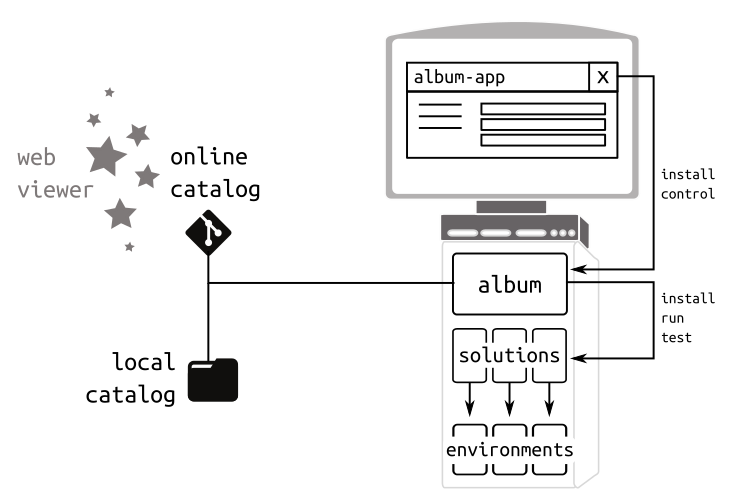 album-app
X
web
viewer
online
catalog
install
control
album
install
run
test
local
catalog
solutions
environments